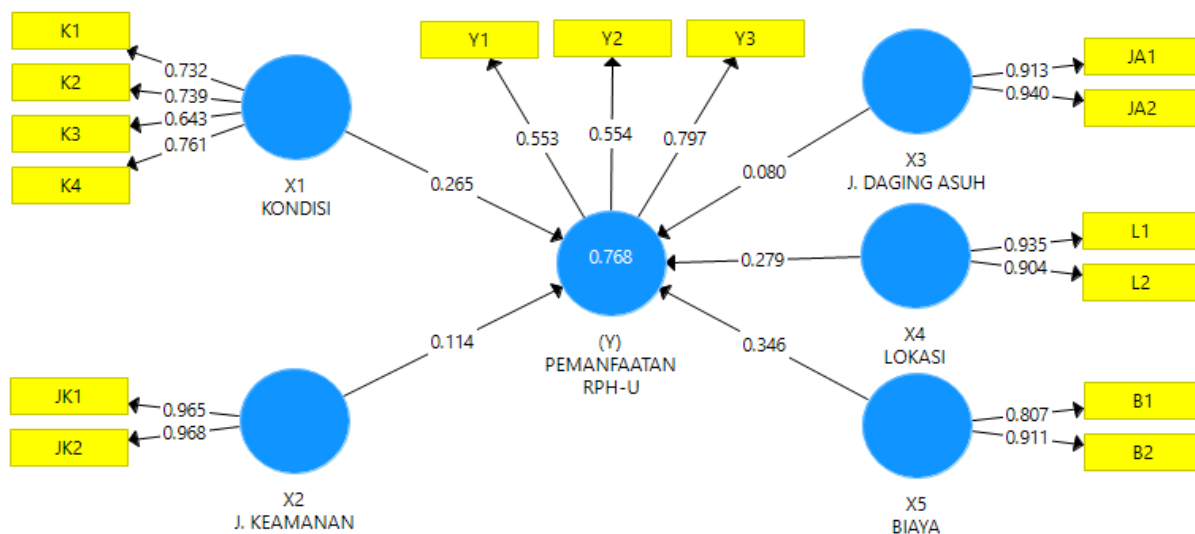 K1
K2
K3
K4
0.732
0.739
0.643
0.761
X1
KONDISI
0.265
Y1
Y2
Y3
0.553
0.554
0.797
0.768
(Y)
PEMANFAATAN
RPH-U
JK1
JK2
0.965
0.968
X2
J. KEAMANAN
0.114
JA1
JA2
0.913
0.940
X3
J. DAGING ASUH
0.080
L1
L2
0.935
0.904
X4
LOKASI
0.279
B1
B2
0.807
0.911
X5
BIAYA
0.346